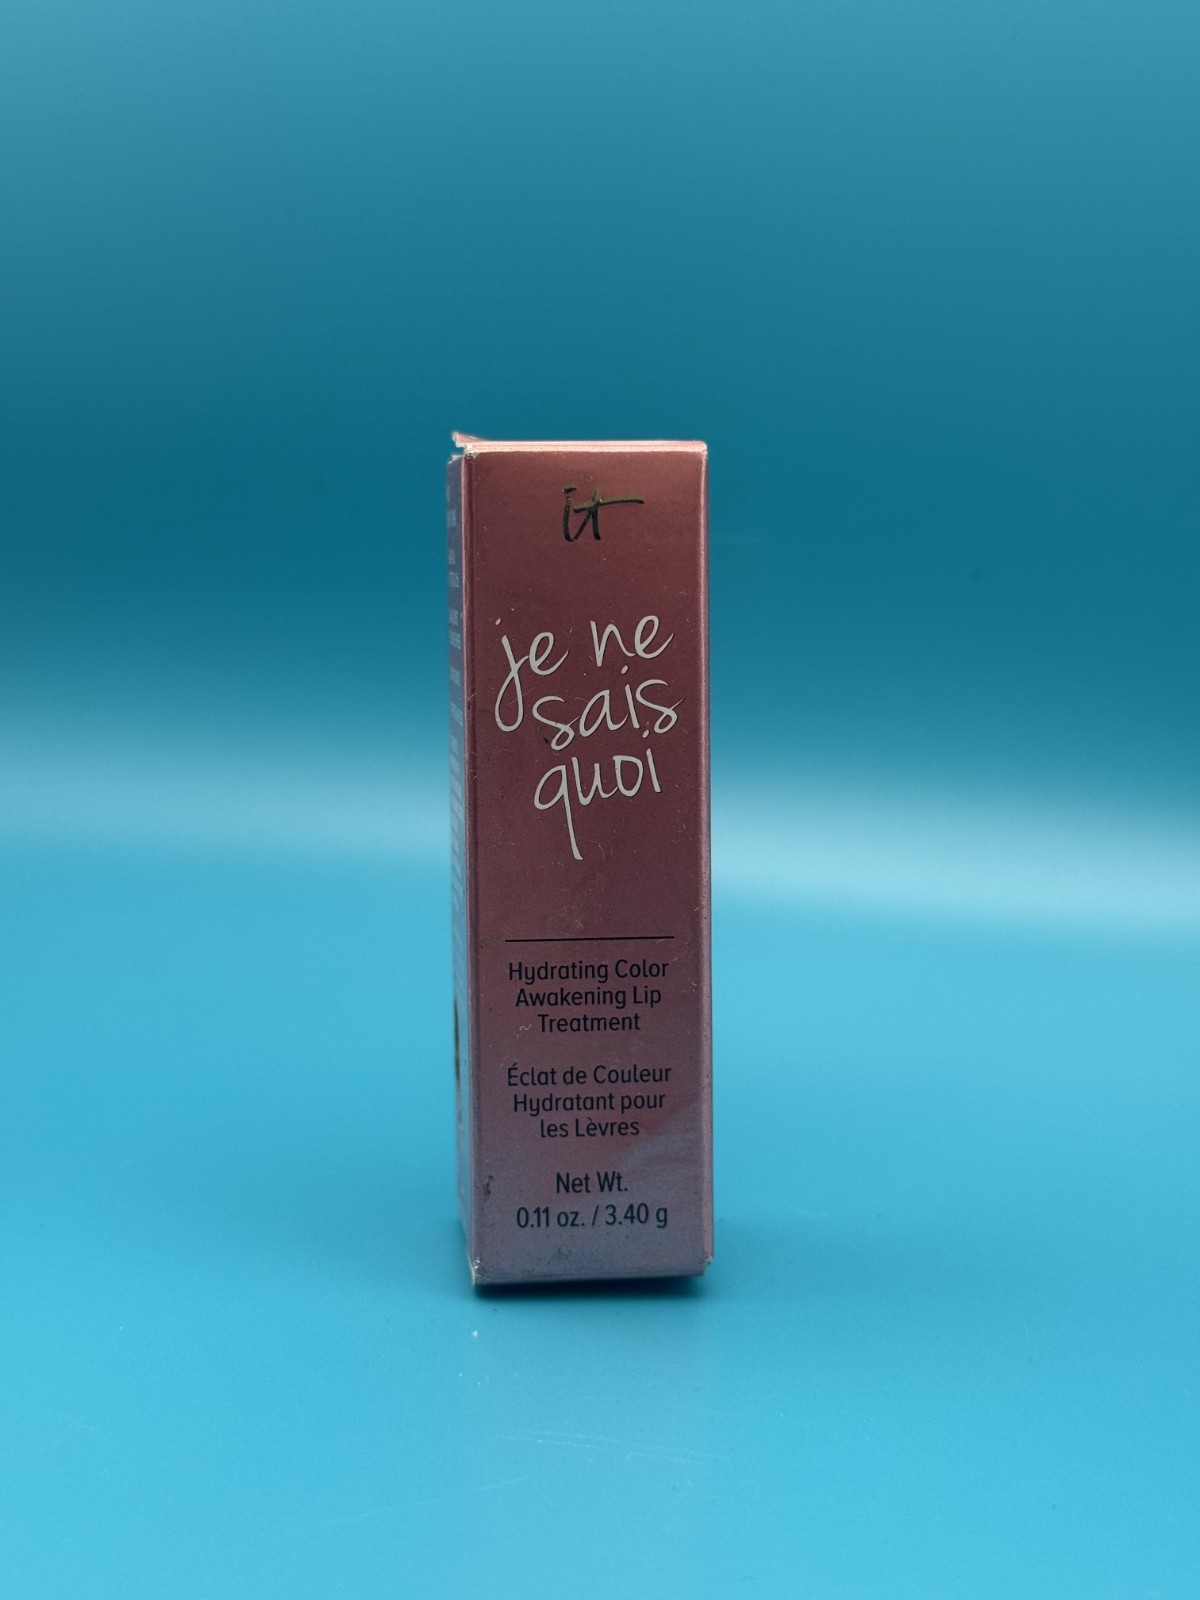 it
je ne
sais
quoi
Hydrating Color
Awakening Lip
Treatment
Éclat de Couleur
Hydratant pour
les Lèvres
Net Wt.
0.11 oz. / 3.40 g